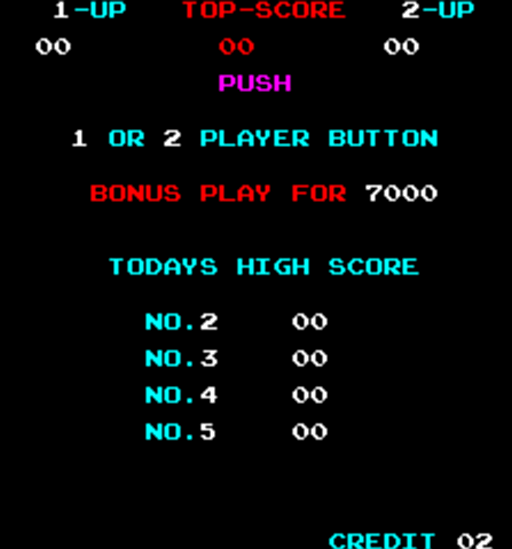 1-UP TOP-SCORE 2-UP
00 00 00
PUSH
1 OR 2 PLAYER BUTTON
BONUS PLAY FOR 7000
TODAYS HIGH SCORE
NO.2 00
NO.3 00
NO.4 00
NO.5 00
CREDIT 02